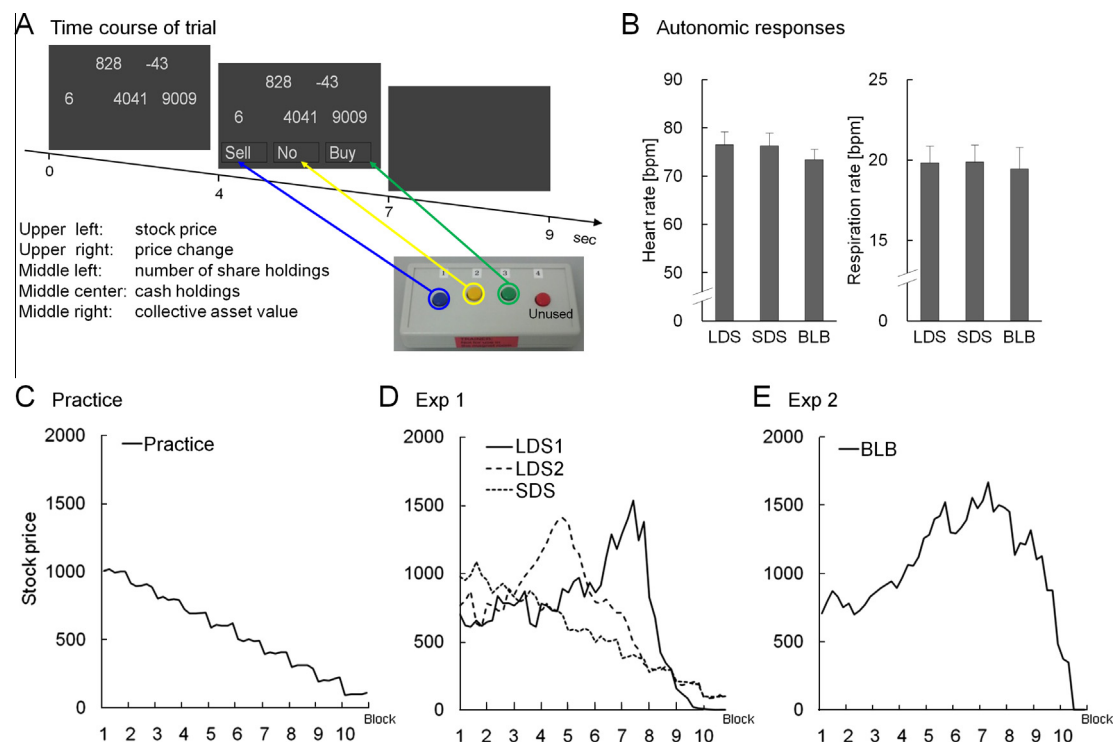 A Time course of trial
828 -43
6 4041 9009
828 -43
6 4041 9009
Sell No Buy
0
4
7
9
sec
Upper left: stock price
Upper right: price change
Middle left: number of share holdings
Middle center: cash holdings
Middle right: collective asset value
1 2 3 4
Unused
B Autonomic responses
Heart rate [bpm]
90
80
70
60
50
0
LDS SDS BLB
Respiration rate [bpm]
25
20
15
0
LDS SDS BLB
C Practice
Stock price
2000
1500
1000
500
0
Practice
Block
1 2 3 4 5 6 7 8 9 10
D Exp 1
2000
1500
1000
500
0
LDS1
LDS2
SDS
Block
1 2 3 4 5 6 7 8 9 10
E Exp 2
2000
1500
1000
500
0
BLB
Block
1 2 3 4 5 6 7 8 9 10